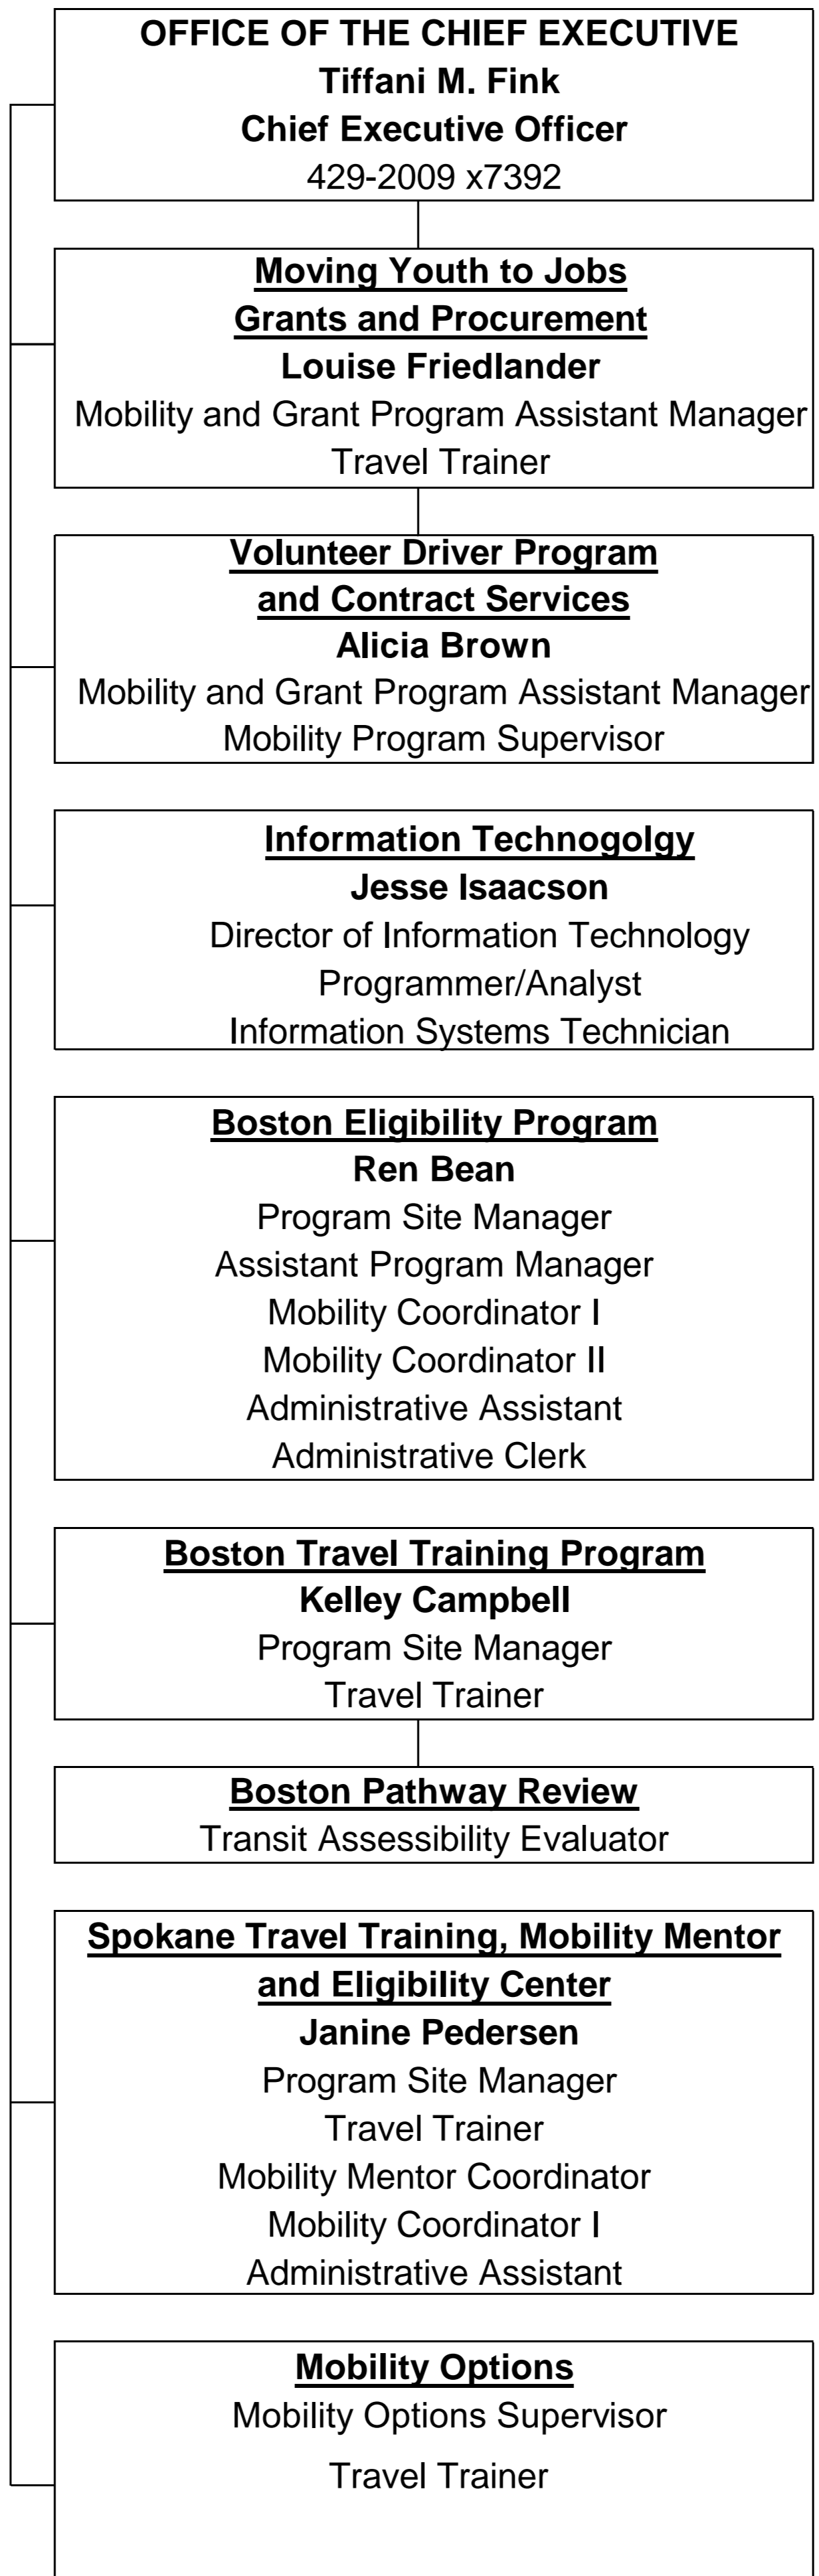 OFFICE OF THE CHIEF EXECUTIVE
Tiffani M. Fink
Chief Executive Officer
429-2009 x7392
Moving Youth to Jobs
Grants and Procurement
Louise Friedlander
Mobility and Grant Program Assistant Manager
Travel Trainer
Volunteer Driver Program
and Contract Services
Alicia Brown
Mobility and Grant Program Assistant Manager
Mobility Program Supervisor
Information Technogolgy
Jesse Isaacson
Director of Information Technology
Programmer/Analyst
Information Systems Technician
Boston Eligibility Program
Ren Bean
Program Site Manager
Assistant Program Manager
Mobility Coordinator I
Mobility Coordinator II
Administrative Assistant
Administrative Clerk
Boston Travel Training Program
Kelley Campbell
Program Site Manager
Travel Trainer
Boston Pathway Review
Transit Assessibility Evaluator
Spokane Travel Training, Mobility Mentor
and Eligibility Center
Janine Pedersen
Program Site Manager
Travel Trainer
Mobility Mentor Coordinator
Mobility Coordinator I
Administrative Assistant
Mobility Options
Mobility Options Supervisor
Travel Trainer